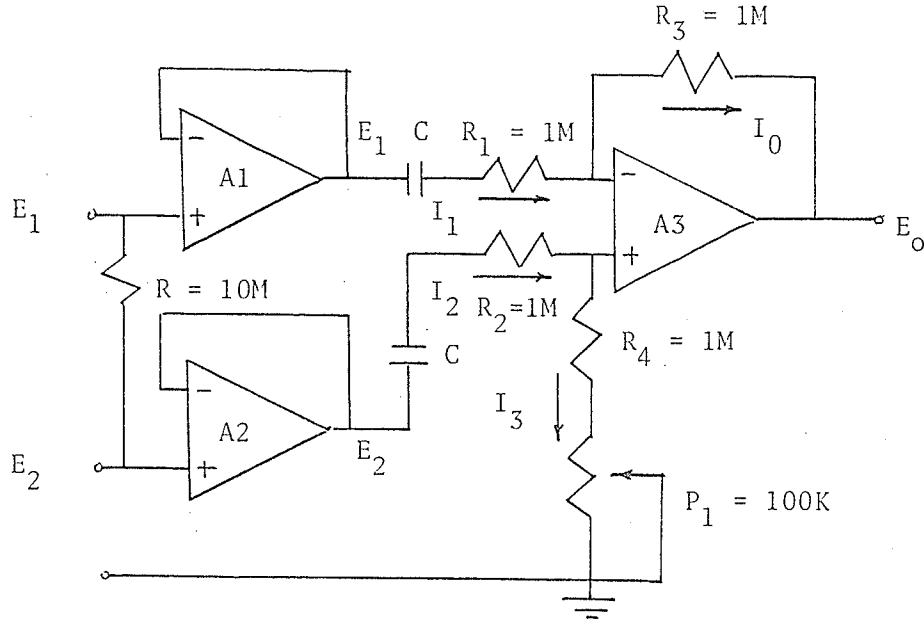 R₃ = 1M
I₀
E₁
C
R₁ = 1M
-
A1
+
I₁
-
A3
+
E₁
E₀
R = 10M
I₂
R₂=1M
R₄ = 1M
C
-
A2
+
E₂
I₃
E₂
P₁ = 100K